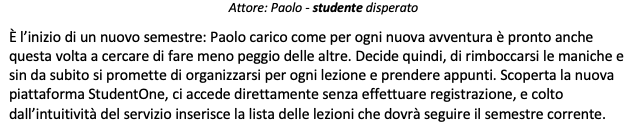 Attore: Paolo - studente disperato
È l'inizio di un nuovo semestre: Paolo carico come per ogni nuova avventura è pronto anche
questa volta a cercare di fare meno peggio delle altre. Decide quindi, di rimboccarsi le maniche e
sin da subito si promette di organizzarsi per ogni lezione e prendere appunti. Scoperta la nuova
piattaforma StudentOne, ci accede direttamente senza effettuare registrazione, e colto
dall'intuitività del servizio inserisce la lista delle lezioni che dovrà seguire il semestre corrente.